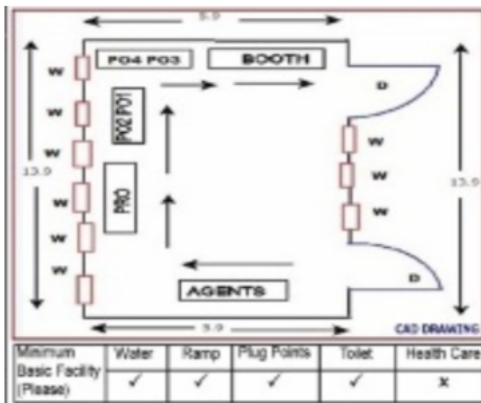 5.9
PO4 PO3
BOOTH
W
D
W
PO2 PO1
W
W
W
13.9
13.9
W
W
PRO
W
W
D
AGENTS
5.9
CAD DRAWING
Minimum Basic Facility (Please)
Water
Ramp
Plug Points
Toilet
Health Care
✓
✓
✓
✓
x